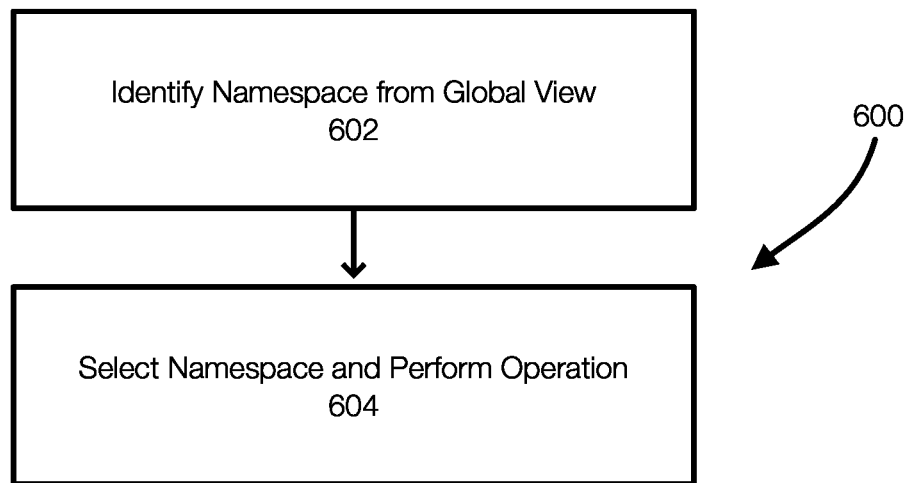 Identify Namespace from Global View
602
600
Select Namespace and Perform Operation
604